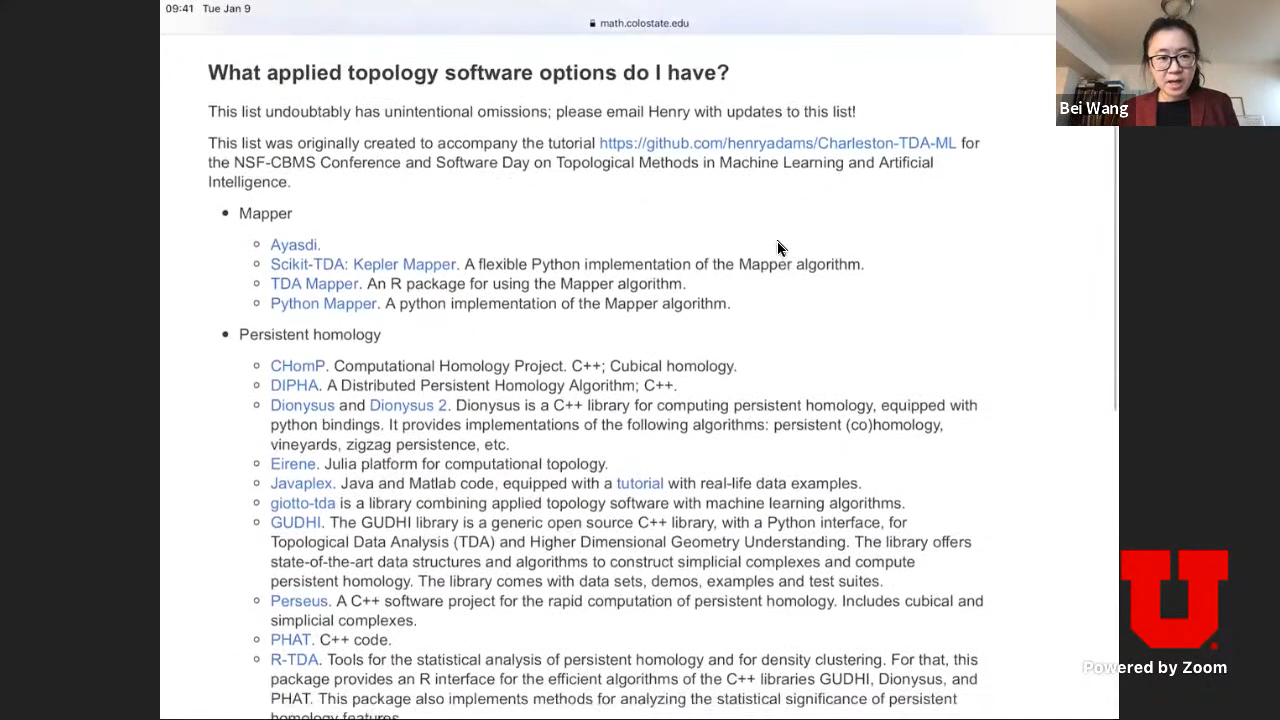 09:41 Tue Jan 9
math.colostate.edu
Bei Wang
What applied topology software options do I have?
This list undoubtably has unintentional omissions; please email Henry with updates to this list!
This list was originally created to accompany the tutorial https://github.com/henryadams/Charleston-TDA-ML for
the NSF-CBMS Conference and Software Day on Topological Methods in Machine Learning and Artificial
Intelligence.
• Mapper
◦ Ayasdi.
◦ Scikit-TDA: Kepler Mapper. A flexible Python implementation of the Mapper algorithm.
◦ TDA Mapper. An R package for using the Mapper algorithm.
◦ Python Mapper. A python implementation of the Mapper algorithm.
• Persistent homology
◦ CHomP. Computational Homology Project. C++; Cubical homology.
◦ DIPHA. A Distributed Persistent Homology Algorithm; C++.
◦ Dionysus and Dionysus 2. Dionysus is a C++ library for computing persistent homology, equipped with
python bindings. It provides implementations of the following algorithms: persistent (co)homology,
vineyards, zigzag persistence, etc.
◦ Eirene. Julia platform for computational topology.
◦ Javaplex. Java and Matlab code, equipped with a tutorial with real-life data examples.
◦ giotto-tda is a library combining applied topology software with machine learning algorithms.
◦ GUDHI. The GUDHI library is a generic open source C++ library, with a Python interface, for
Topological Data Analysis (TDA) and Higher Dimensional Geometry Understanding. The library offers
state-of-the-art data structures and algorithms to construct simplicial complexes and compute
persistent homology. The library comes with data sets, demos, examples and test suites.
◦ Perseus. A C++ software project for the rapid computation of persistent homology. Includes cubical and
simplicial complexes.
◦ PHAT. C++ code.
◦ R-TDA. Tools for the statistical analysis of persistent homology and for density clustering. For that, this
package provides an R interface for the efficient algorithms of the C++ libraries GUDHI, Dionysus, and
PHAT. This package also implements methods for analyzing the statistical significance of persistent
homology features.
U
Powered by Zoom